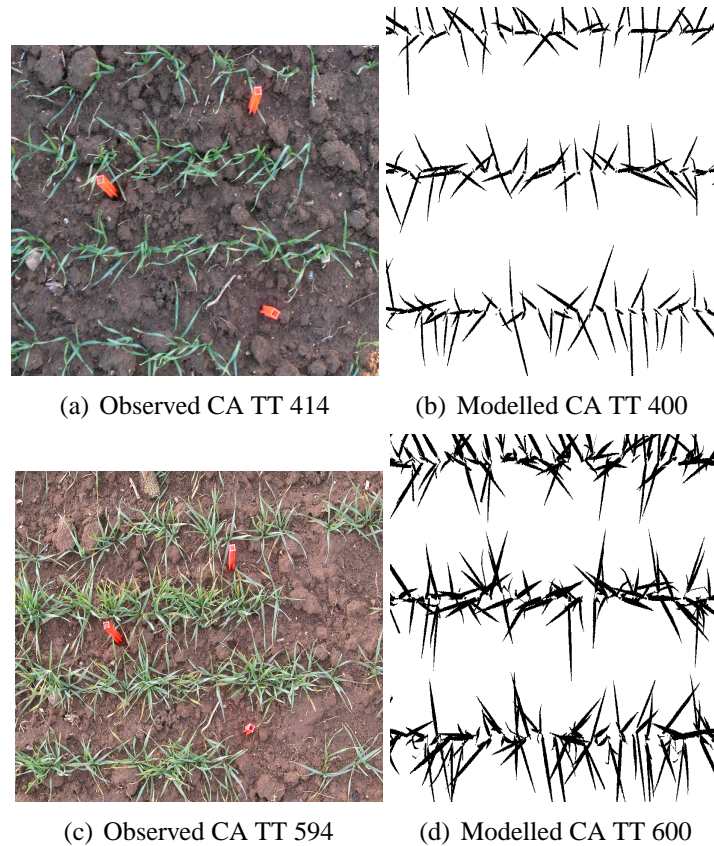 (a) Observed CA TT 414
(b) Modelled CA TT 400
(c) Observed CA TT 594
(d) Modelled CA TT 600